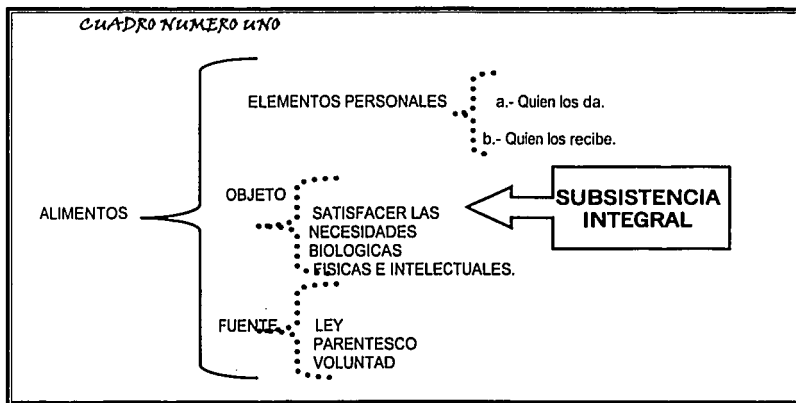 CUADRO NUMERO UNO
ELEMENTOS PERSONALES
a.- Quien los da.
b.- Quien los recibe.
ALIMENTOS
OBJETO
SATISFACER LAS
NECESIDADES
BIOLOGICAS
FISICAS E INTELECTUALES.
SUBSISTENCIA
INTEGRAL
FUENTE
LEY
PARENTESCO
VOLUNTAD